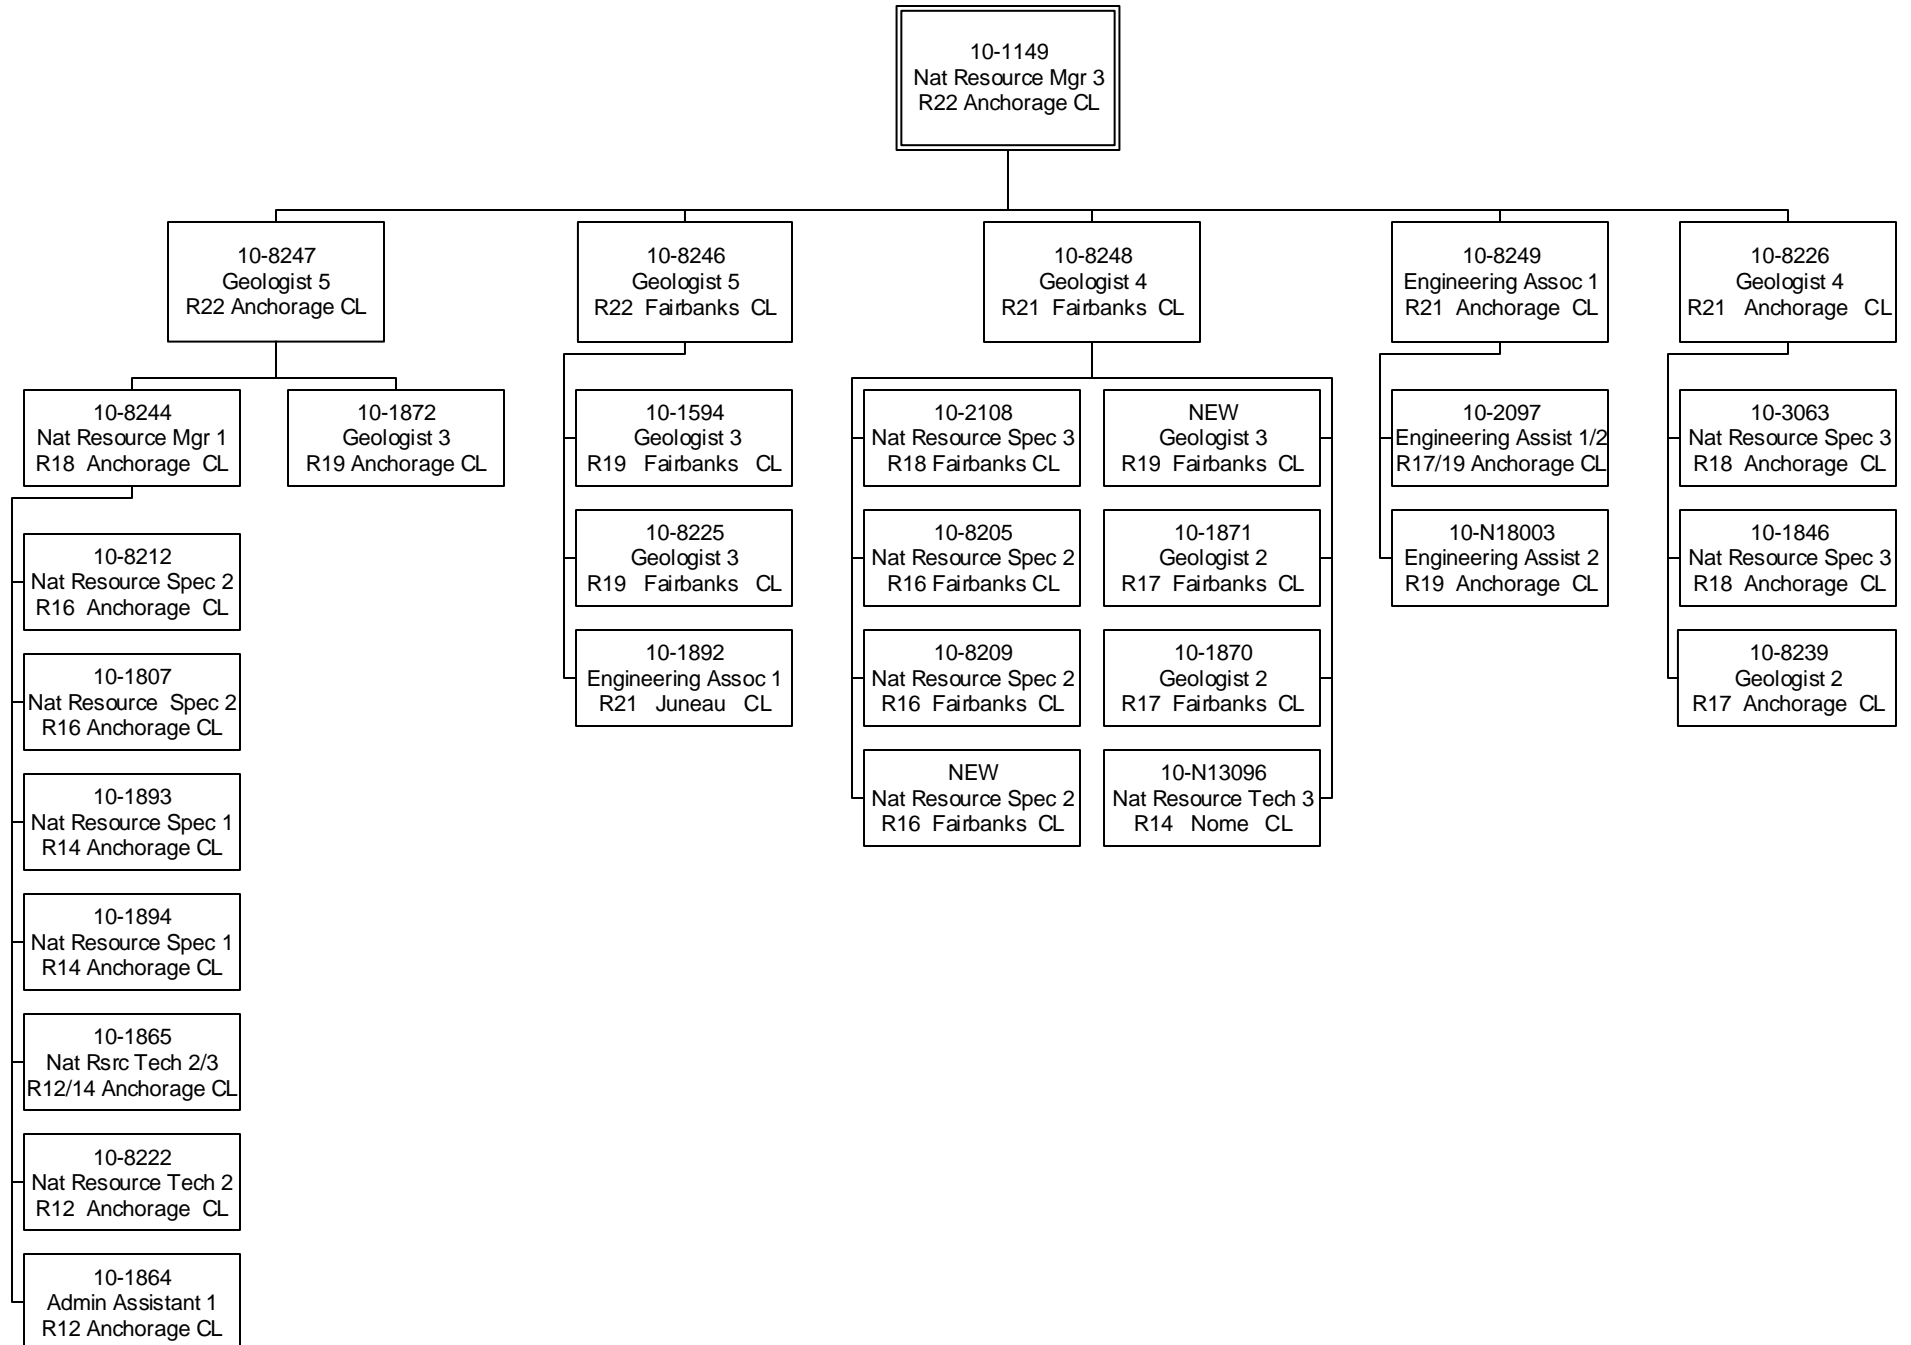 10-1149
Nat Resource Mgr 3
R22 Anchorage CL
10-8247
Geologist 5
R22 Anchorage CL
10-8246
Geologist 5
R22 Fairbanks CL
10-8248
Geologist 4
R21 Fairbanks CL
10-8249
Engineering Assoc 1
R21 Anchorage CL
10-8226
Geologist 4
R21 Anchorage CL
10-8244
Nat Resource Mgr 1
R18 Anchorage CL
10-1872
Geologist 3
R19 Anchorage CL
10-1594
Geologist 3
R19 Fairbanks CL
10-2108
Nat Resource Spec 3
R18 Fairbanks CL
NEW
Geologist 3
R19 Fairbanks CL
10-2097
Engineering Assist 1/2
R17/19 Anchorage CL
10-3063
Nat Resource Spec 3
R18 Anchorage CL
10-8212
Nat Resource Spec 2
R16 Anchorage CL
10-8225
Geologist 3
R19 Fairbanks CL
10-8205
Nat Resource Spec 2
R16 Fairbanks CL
10-1871
Geologist 2
R17 Fairbanks CL
10-N18003
Engineering Assist 2
R19 Anchorage CL
10-1846
Nat Resource Spec 3
R18 Anchorage CL
10-1807
Nat Resource Spec 2
R16 Anchorage CL
10-1892
Engineering Assoc 1
R21 Juneau CL
10-8209
Nat Resource Spec 2
R16 Fairbanks CL
10-1870
Geologist 2
R17 Fairbanks CL
10-8239
Geologist 2
R17 Anchorage CL
10-1893
Nat Resource Spec 1
R14 Anchorage CL
NEW
Nat Resource Spec 2
R16 Fairbanks CL
10-N13096
Nat Resource Tech 3
R14 Nome CL
10-1894
Nat Resource Spec 1
R14 Anchorage CL
10-1865
Nat Rsrc Tech 2/3
R12/14 Anchorage CL
10-8222
Nat Resource Tech 2
R12 Anchorage CL
10-1864
Admin Assistant 1
R12 Anchorage CL